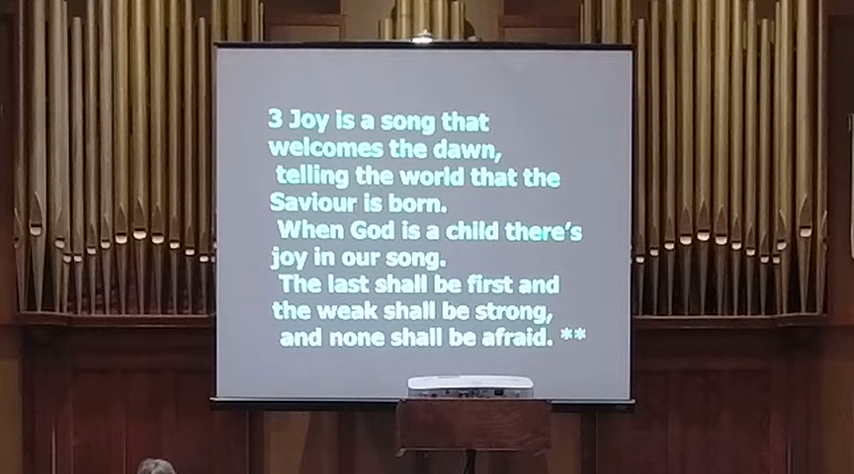 3 Joy is a song that
welcomes the dawn,
telling the world that the
Saviour is born.
When God is a child there's
joy in our song.
The last shall be first and
the weak shall be strong,
and none shall be afraid. **